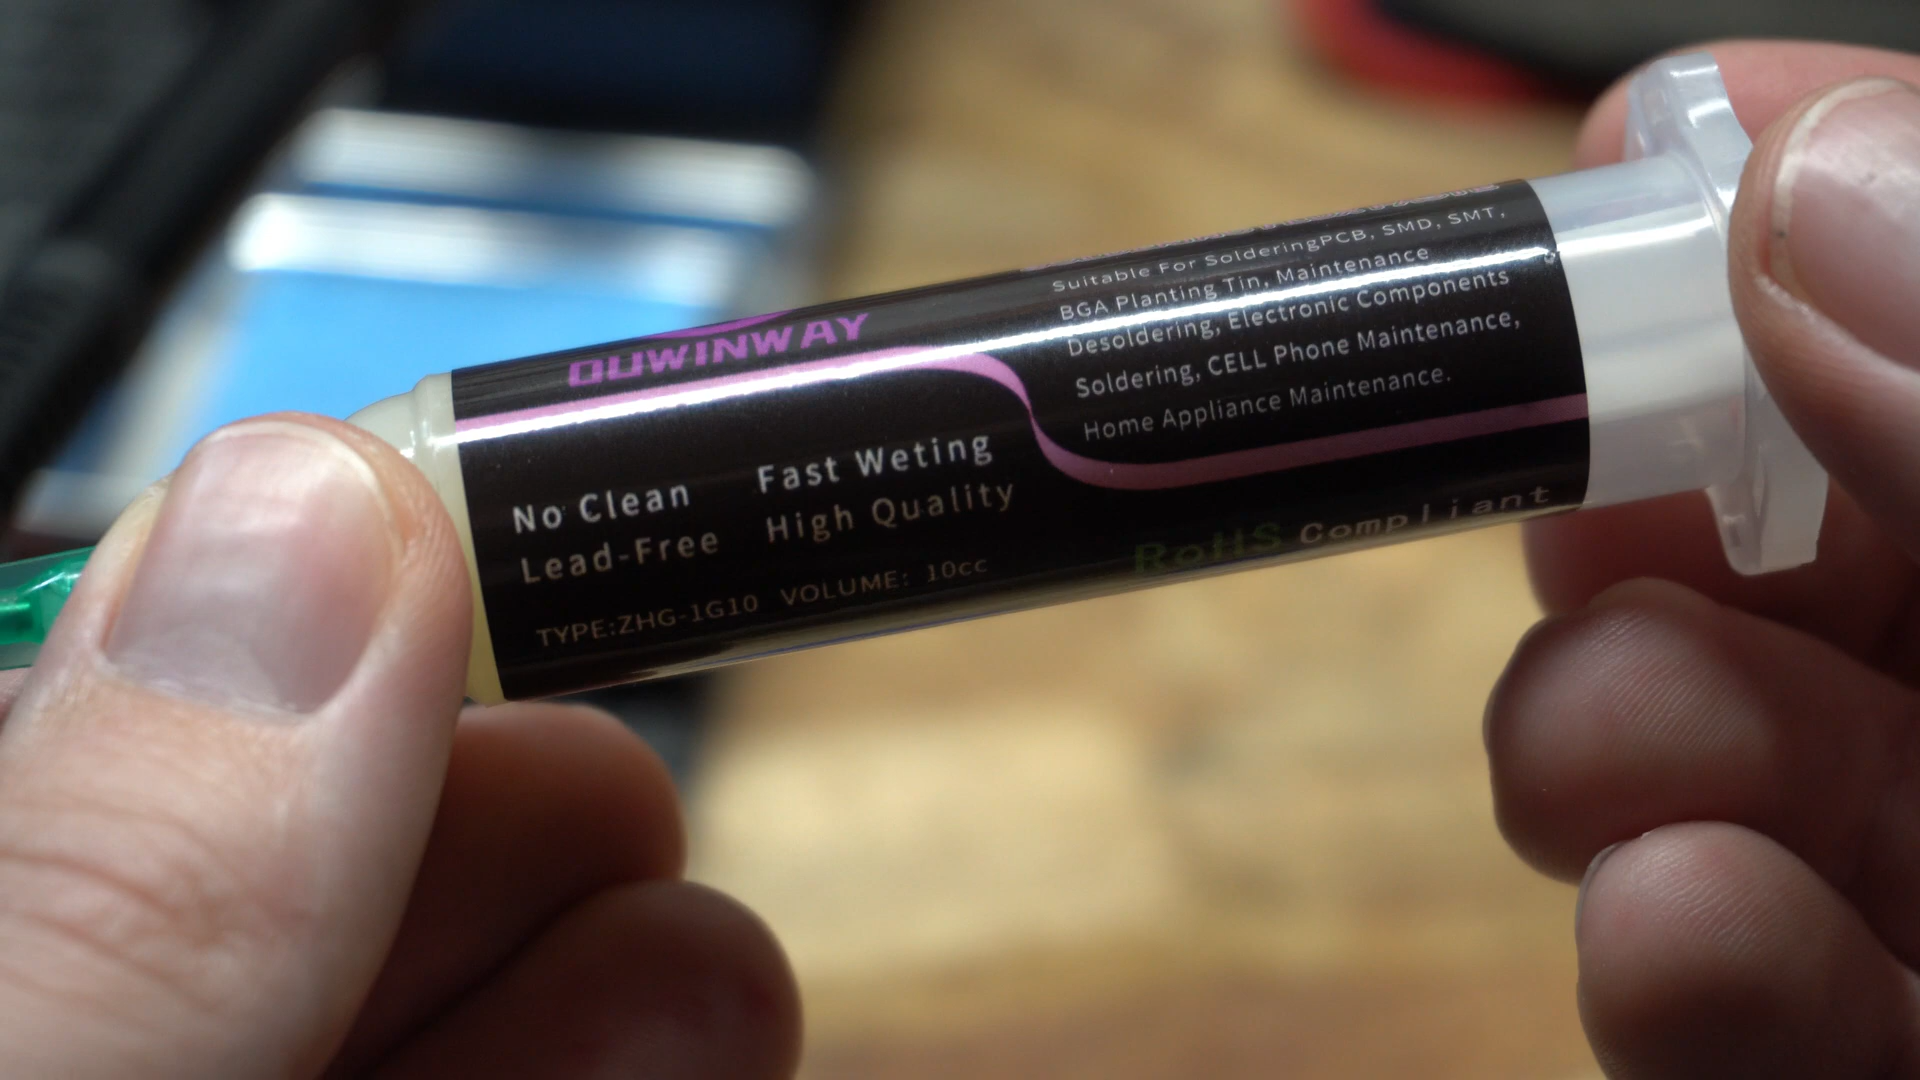 OUWINWAY
No Clean Fast Weting
Lead-Free High Quality
TYPE:ZHG-1G10 VOLUME: 10cc
Suitable For SolderingPCB, SMD, SMT,
BGA Planting Tin, Maintenance
Desoldering, Electronic Components
Soldering, CELL Phone Maintenance,
Home Appliance Maintenance.
RoHS Compliant